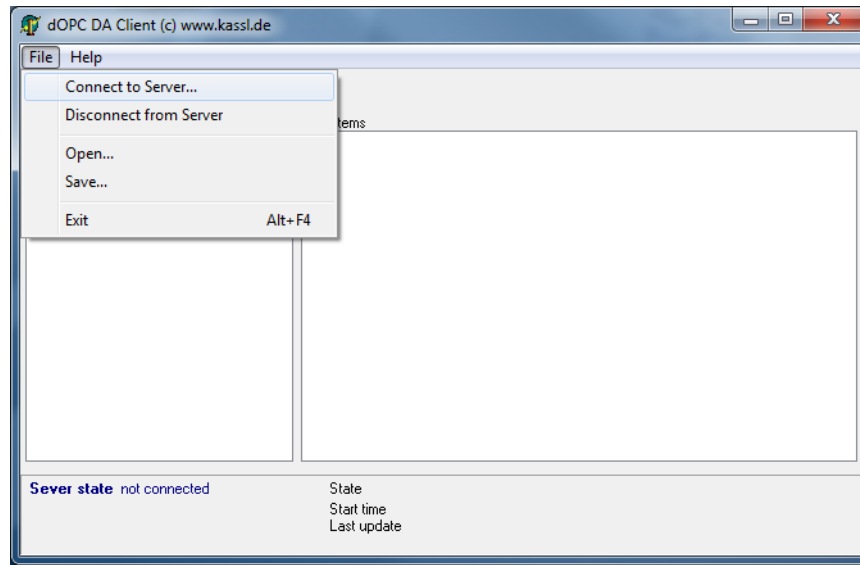 dOPC DA Client (c) www.kassl.de
File Help
Connect to Server...
Disconnect from Server
tems
Open...
Save...
Exit Alt+F4
Sever state not connected
State
Start time
Last update